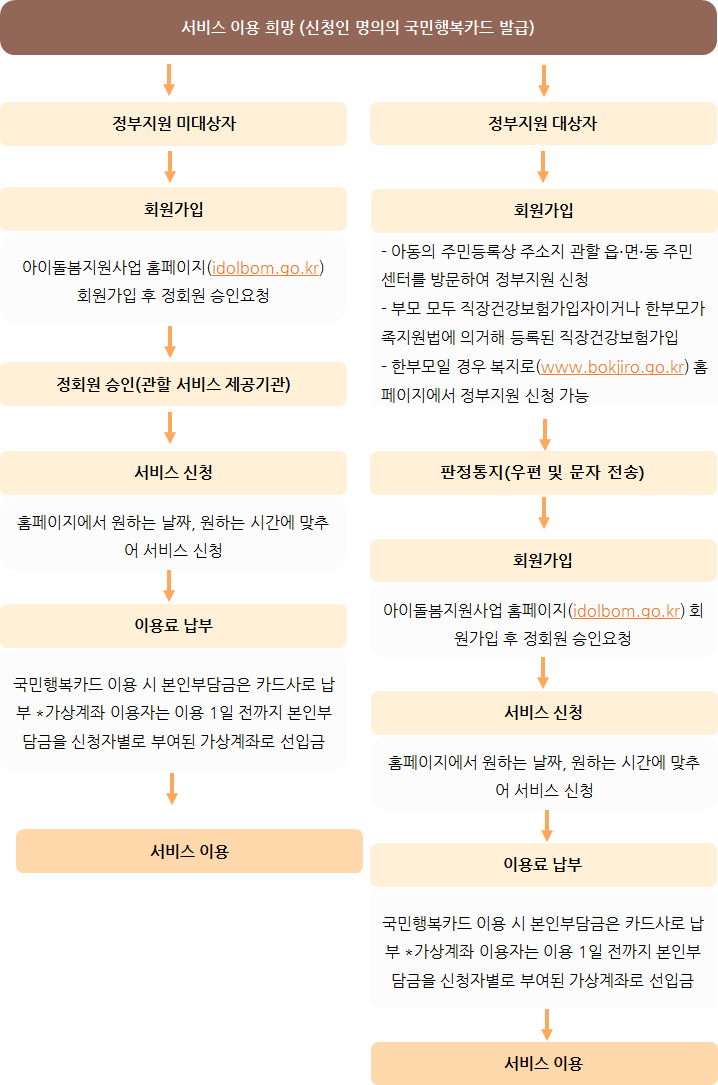 서비스 이용 희망 (신청인 명의의 국민행복카드 발급)
정부지원 미대상자
회원가입
아이돌봄지원사업 홈페이지(idolbom.go.kr)
회원가입 후 정회원 승인요청
정회원 승인(관할 서비스 제공기관)
서비스 신청
홈페이지에서 원하는 날짜, 원하는 시간에 맞추
어 서비스 신청
이용료 납부
국민행복카드 이용 시 본인부담금은 카드사로 납
부 *가상계좌 이용자는 이용 1일 전까지 본인부
담금을 신청자별로 부여된 가상계좌로 선입금
서비스 이용
정부지원 대상자
회원가입
- 아동의 주민등록상 주소지 관할 읍·면·동 주민
센터를 방문하여 정부지원 신청
- 부모 모두 직장건강보험가입자이거나 한부모가
족지원법에 의거해 등록된 직장건강보험가입
- 한부모일 경우 복지로(www.bokjiro.go.kr) 홈
페이지에서 정부지원 신청 가능
판정통지(우편 및 문자 전송)
회원가입
아이돌봄지원사업 홈페이지(idolbom.go.kr) 회
원가입 후 정회원 승인요청
서비스 신청
홈페이지에서 원하는 날짜, 원하는 시간에 맞추
어 서비스 신청
이용료 납부
국민행복카드 이용 시 본인부담금은 카드사로 납
부 *가상계좌 이용자는 이용 1일 전까지 본인부
담금을 신청자별로 부여된 가상계좌로 선입금
서비스 이용